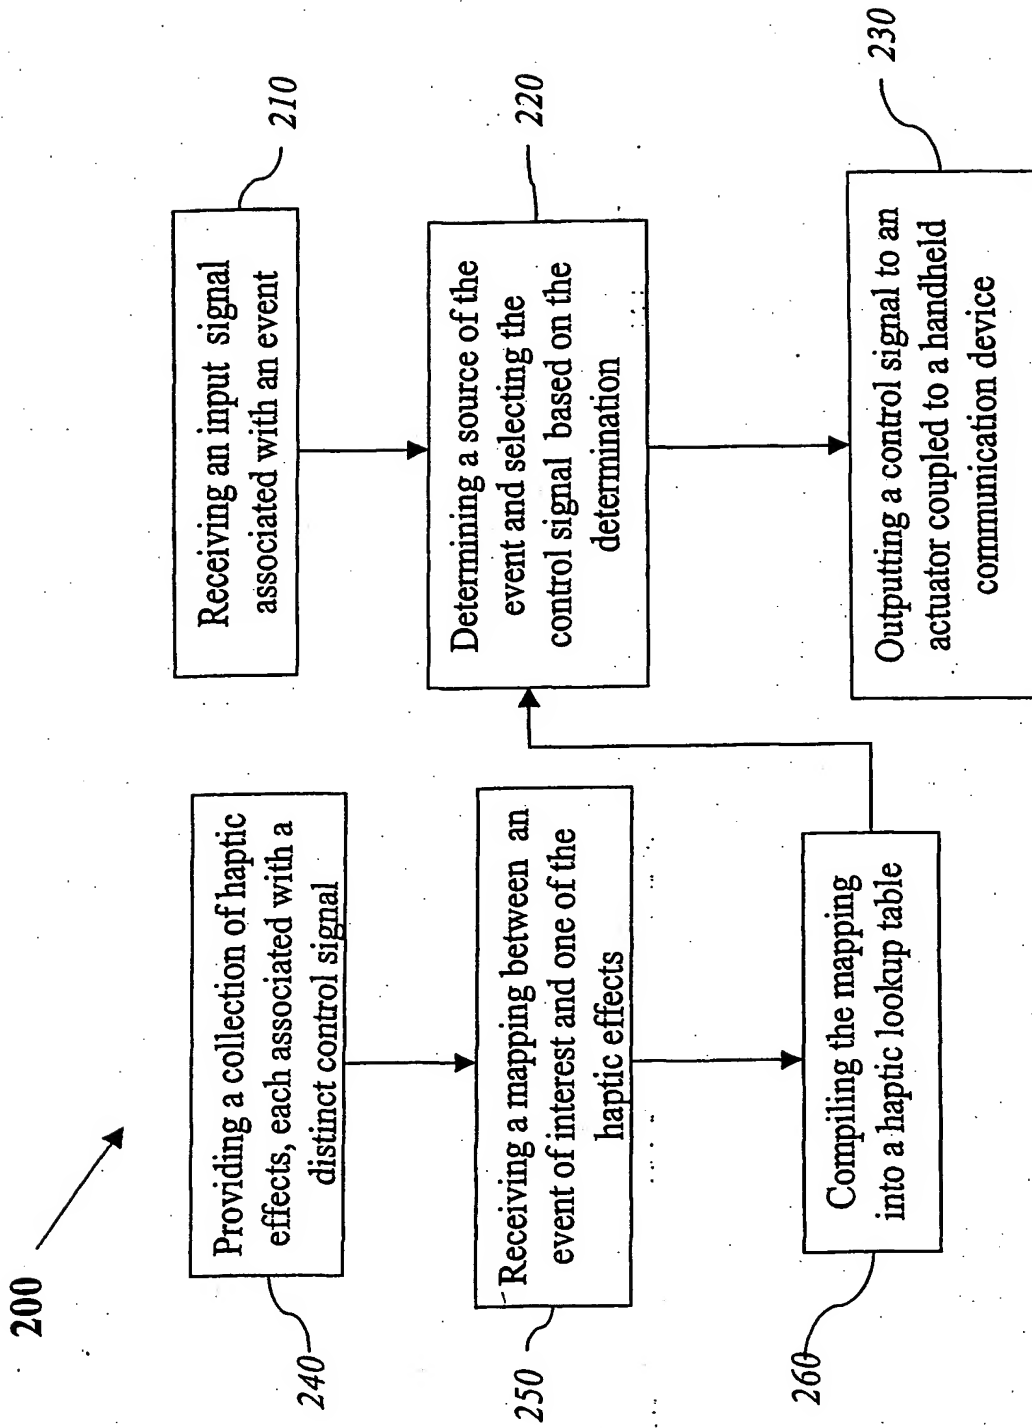 200
240
Providing a collection of haptic
effects, each associated with a
distinct control signal
250
Receiving a mapping between an
event of interest and one of the
haptic effects
260
Compiling the mapping
into a haptic lookup table
Receiving an input signal
associated with an event
210
Determining a source of the
event and selecting the
control signal based on the
determination
220
Outputting a control signal to an
actuator coupled to a handheld
communication device
230